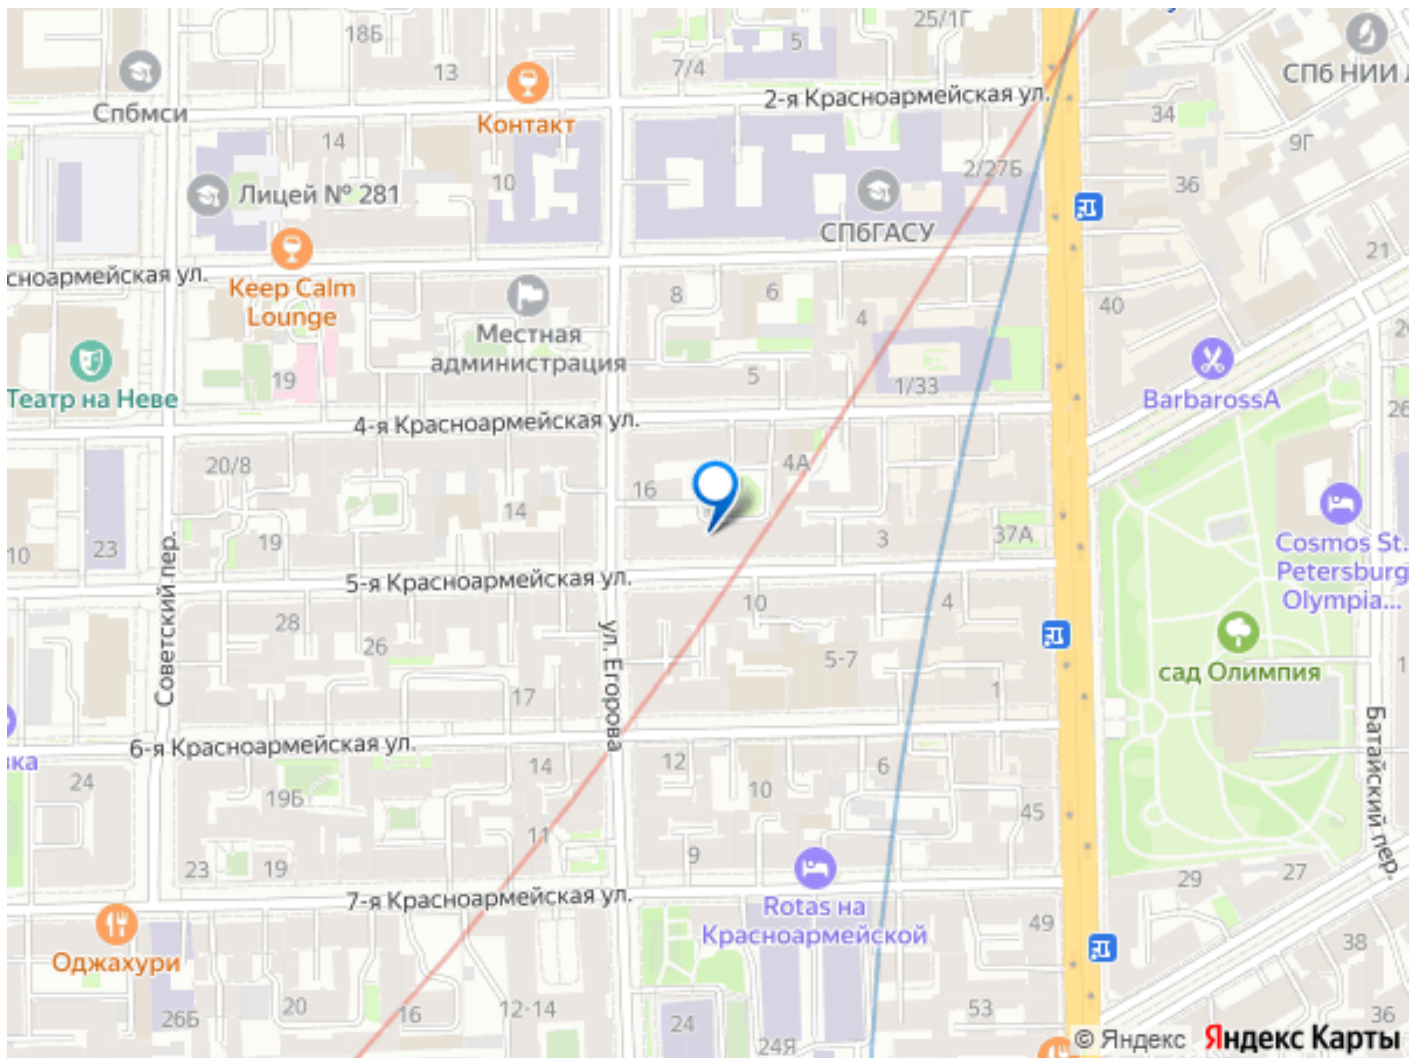 25/1Г
18Б
5
13
7/4
СПб НИИ
Спбмси
2-я Красноармейская ул.
Контакт
34
14
9Г
2/27Б
10
36
Лицей № 281
СПбГАСУ
21
сноармейская ул.
Keep Calm
Lounge
8
6
40
4
Местная
администрация
19
5
1/33
BarbarossA
Театр на Неве
4-я Красноармейская ул.
26
20/8
4А
16
14
37А
3
10
23
19
Cosmos St.
Petersburg
Olympia...
Советский пер.
5-я Красноармейская ул.
10
4
28
26
ул. Егорова
5-7
сад Олимпия
17
1
Батайский пер.
6-я Красноармейская ул.
вка
24
14
12
6
10
19Б
45
11
9
23
19
27
29
7-я Красноармейская ул.
Rotas на
Красноармейской
49
38
Оджахури
20
16
12-14
53
26Б
24
24Я
36
© Яндекс Яндекс Карты